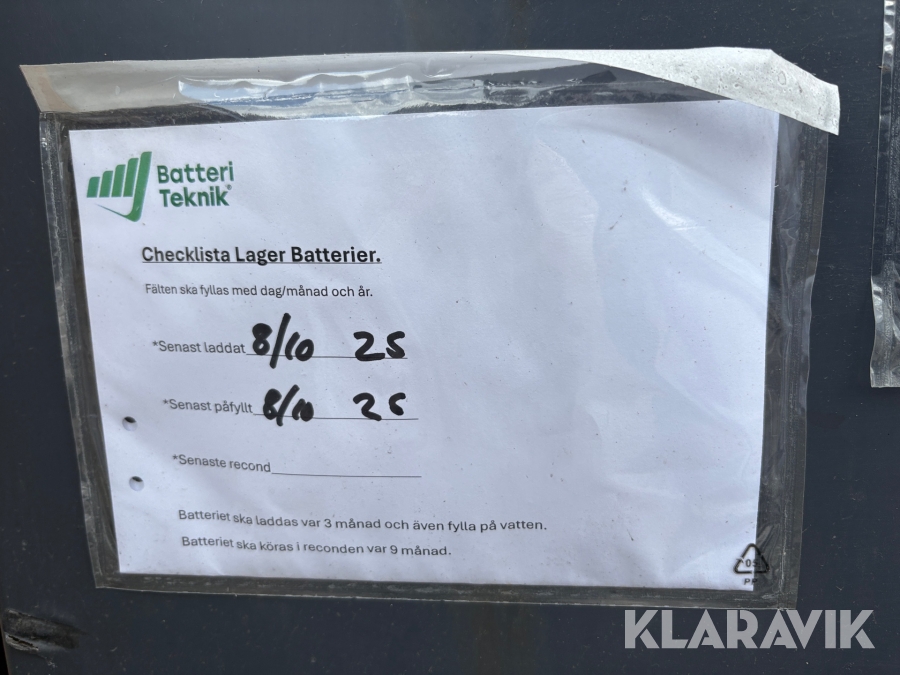 Batteri
Teknik®
Checklista Lager Batterier.
Fälten ska fyllas med dag/månad och år.
*Senast laddat 8/10 25
*Senast påfyllt 8/10 25
*Senaste recond
Batteriet ska laddas var 3 månad och även fylla på vatten.
Batteriet ska köras i reconden var 9 månad.
05
PP
KLARAVIK